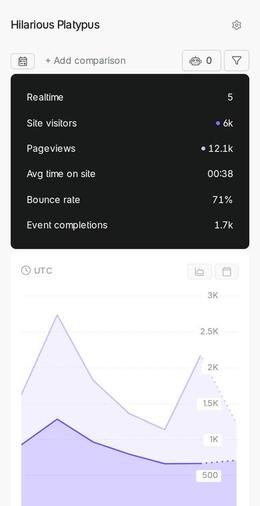 Hilarious Platypus
+ Add comparison
0
Realtime 5
Site visitors 6k
Pageviews 12.1k
Avg time on site 00:38
Bounce rate 71%
Event completions 1.7k
UTC
3K
2.5K
2K
1.5K
1K
500